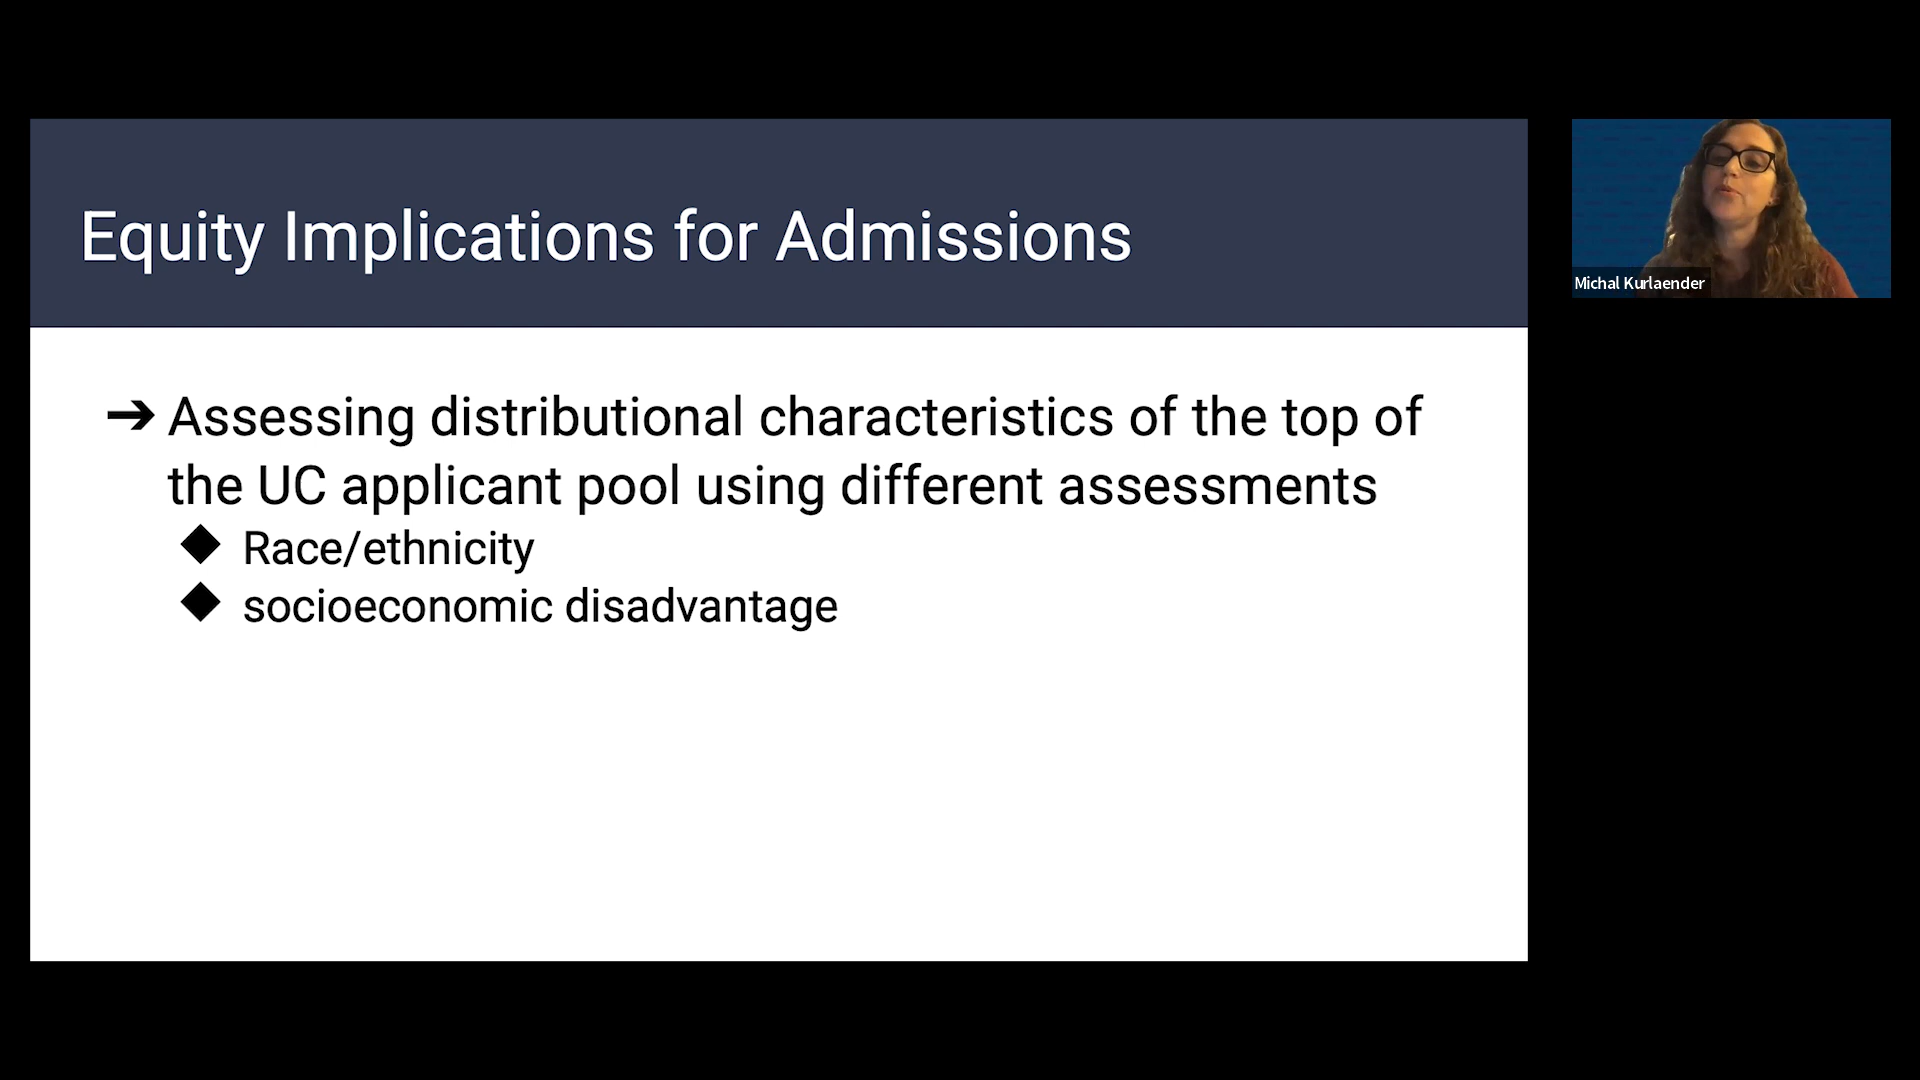 Equity Implications for Admissions
➔ Assessing distributional characteristics of the top of
the UC applicant pool using different assessments
◆ Race/ethnicity
◆ socioeconomic disadvantage
Michal Kurlaender